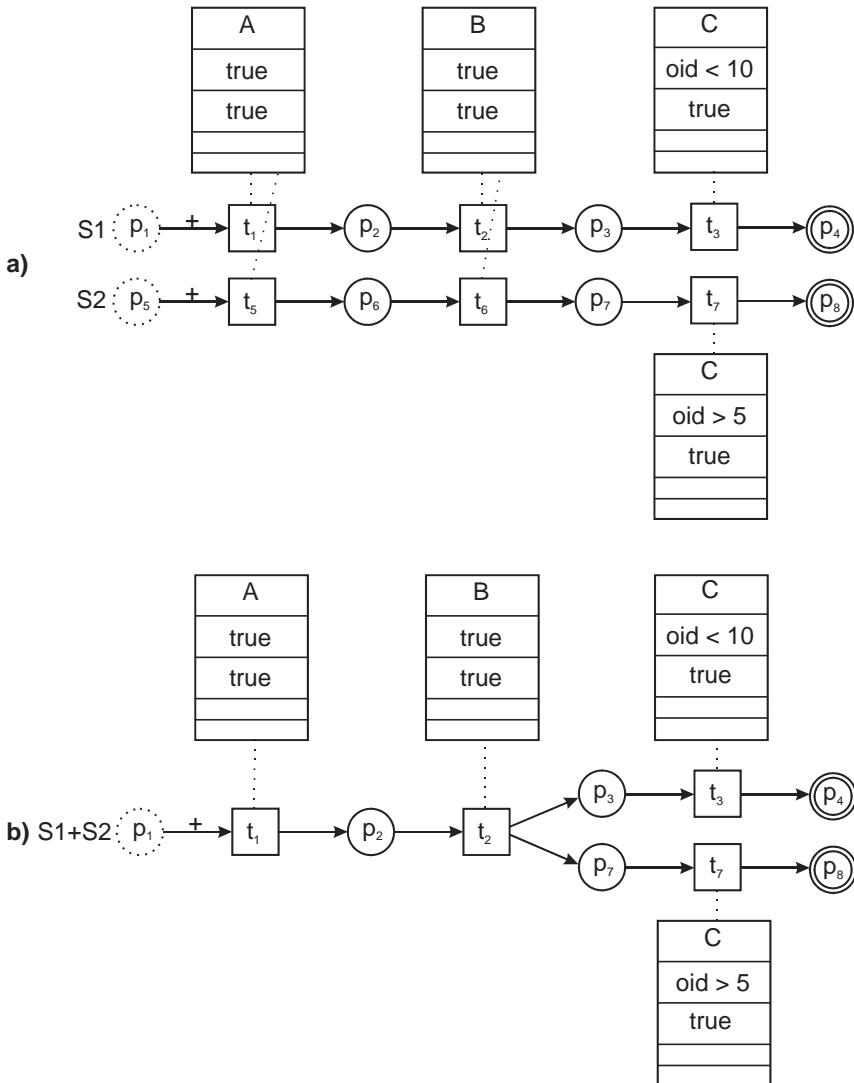 A B C
true true oid < 10
true true true
S1 p₁ + t₁ p₂ t₂ p₃ t₃ p₄
a)
S2 p₅ + t₅ p₆ t₆ p₇ t₇ p₈
C
oid > 5
true
A B C
true true oid < 10
true true true
p₃ t₃ p₄
b) S1+S2 p₁ + t₁ p₂ t₂
p₇ t₇ p₈
C
oid > 5
true